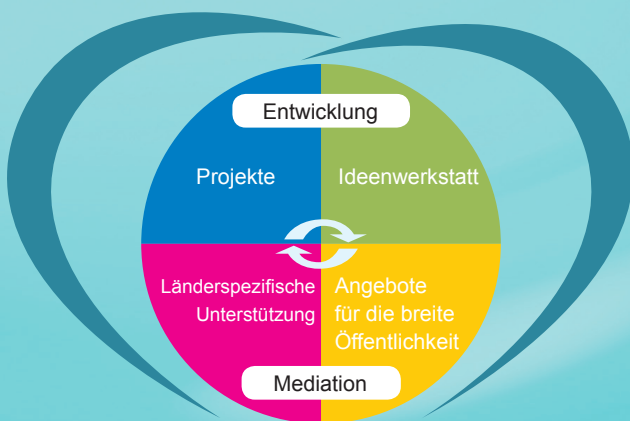 Entwicklung
Projekte
Ideenwerkstatt
Länderspezifische
Unterstützung
Angebote
für die breite
Öffentlichkeit
Mediation